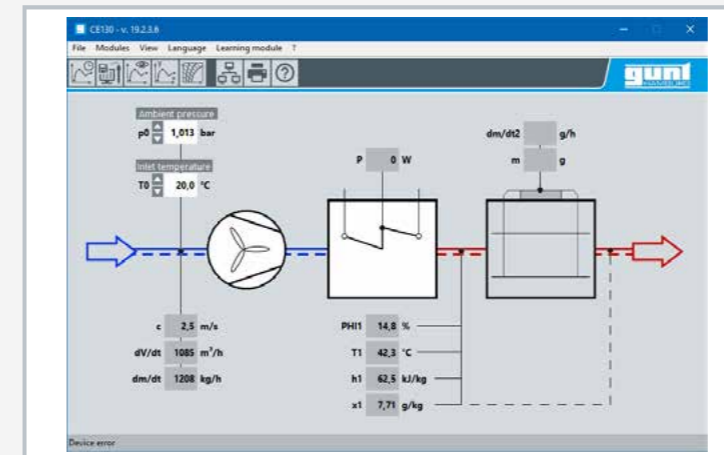 CE130 - v. 19.2.3.8
File Modules View Language Learning module ?
gunt
HAMBURG
Ambient pressure
p0 1,013 bar
Inlet temperature
T0 20,0 °C
P 0 W
dm/dt2 g/h
m g
c 2,5 m/s
dV/dt 1085 m³/h
dm/dt 1208 kg/h
PHI1 14,8 %
T1 42,3 °C
h1 62,5 kJ/kg
x1 7,71 g/kg
Device error